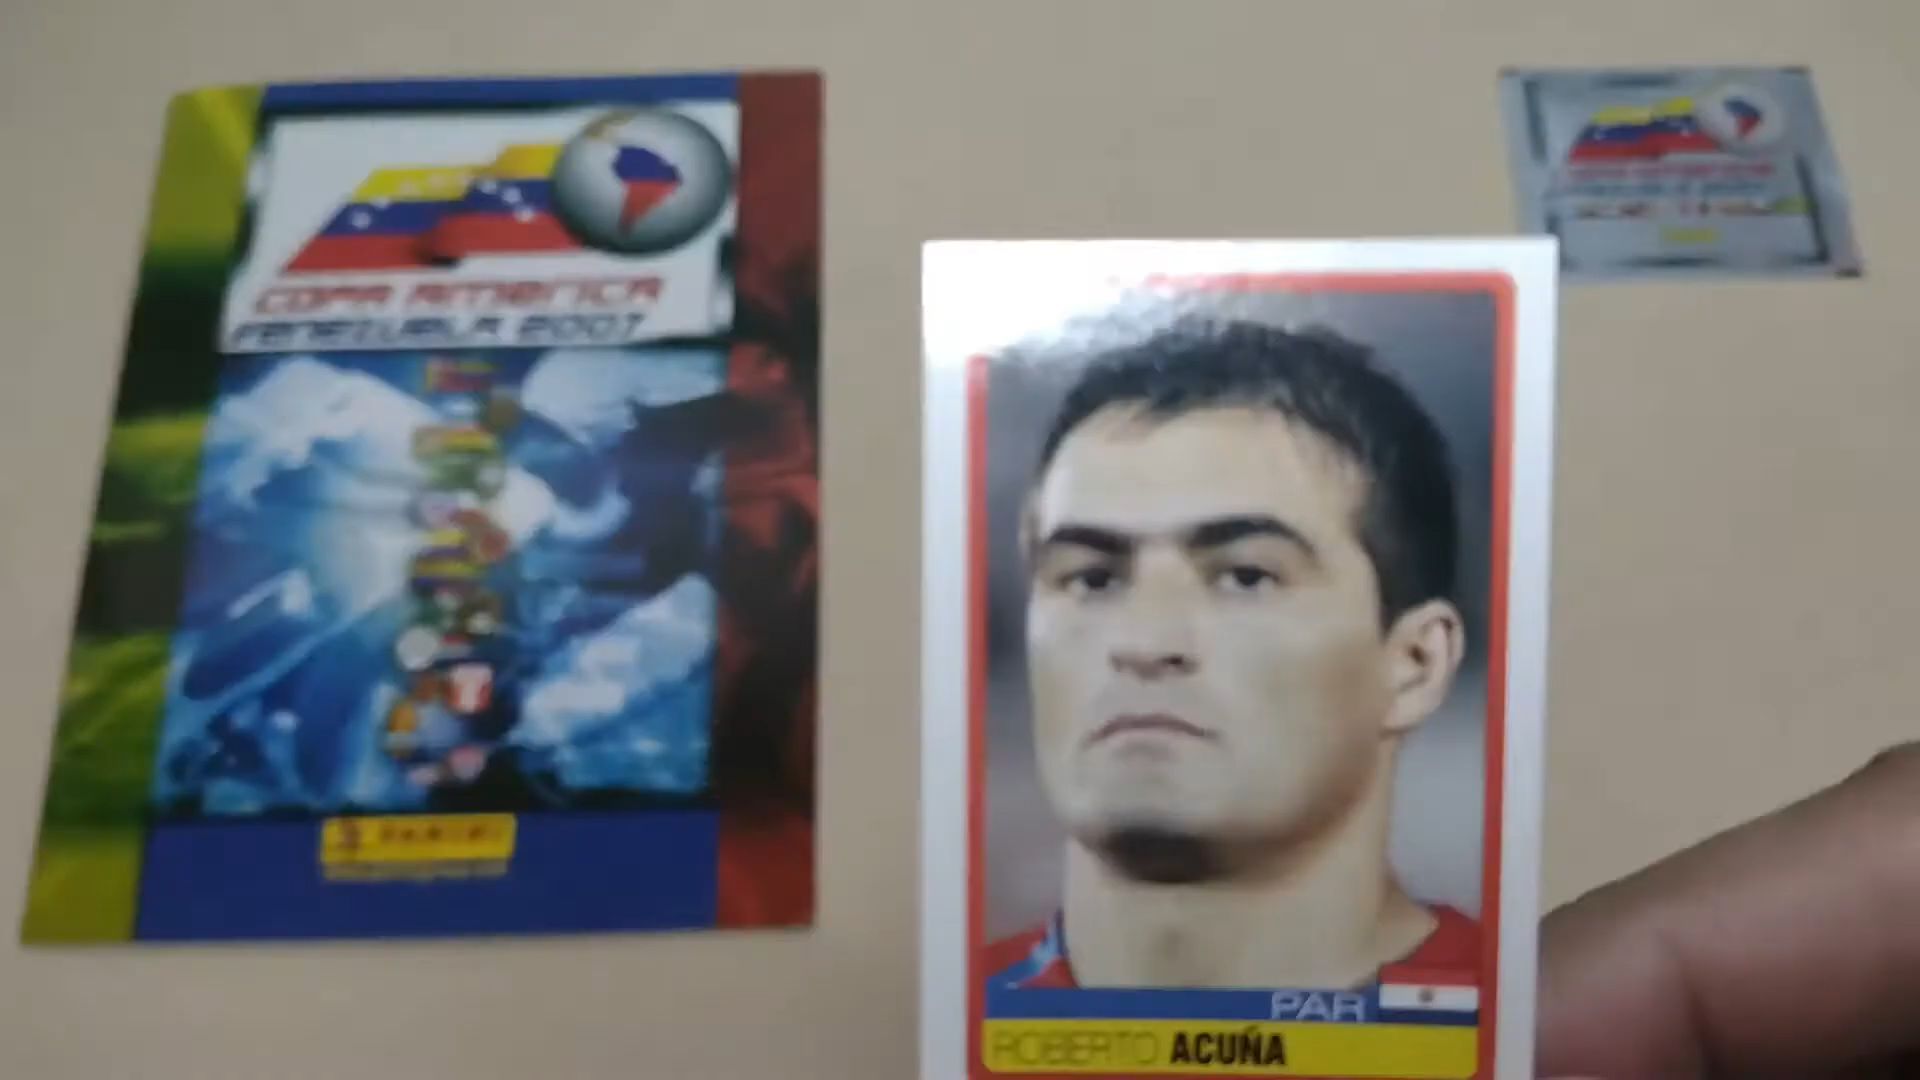 COPA AMERICA
VENEZUELA 2007
PANINI
PAR
ROBERTO ACUÑA